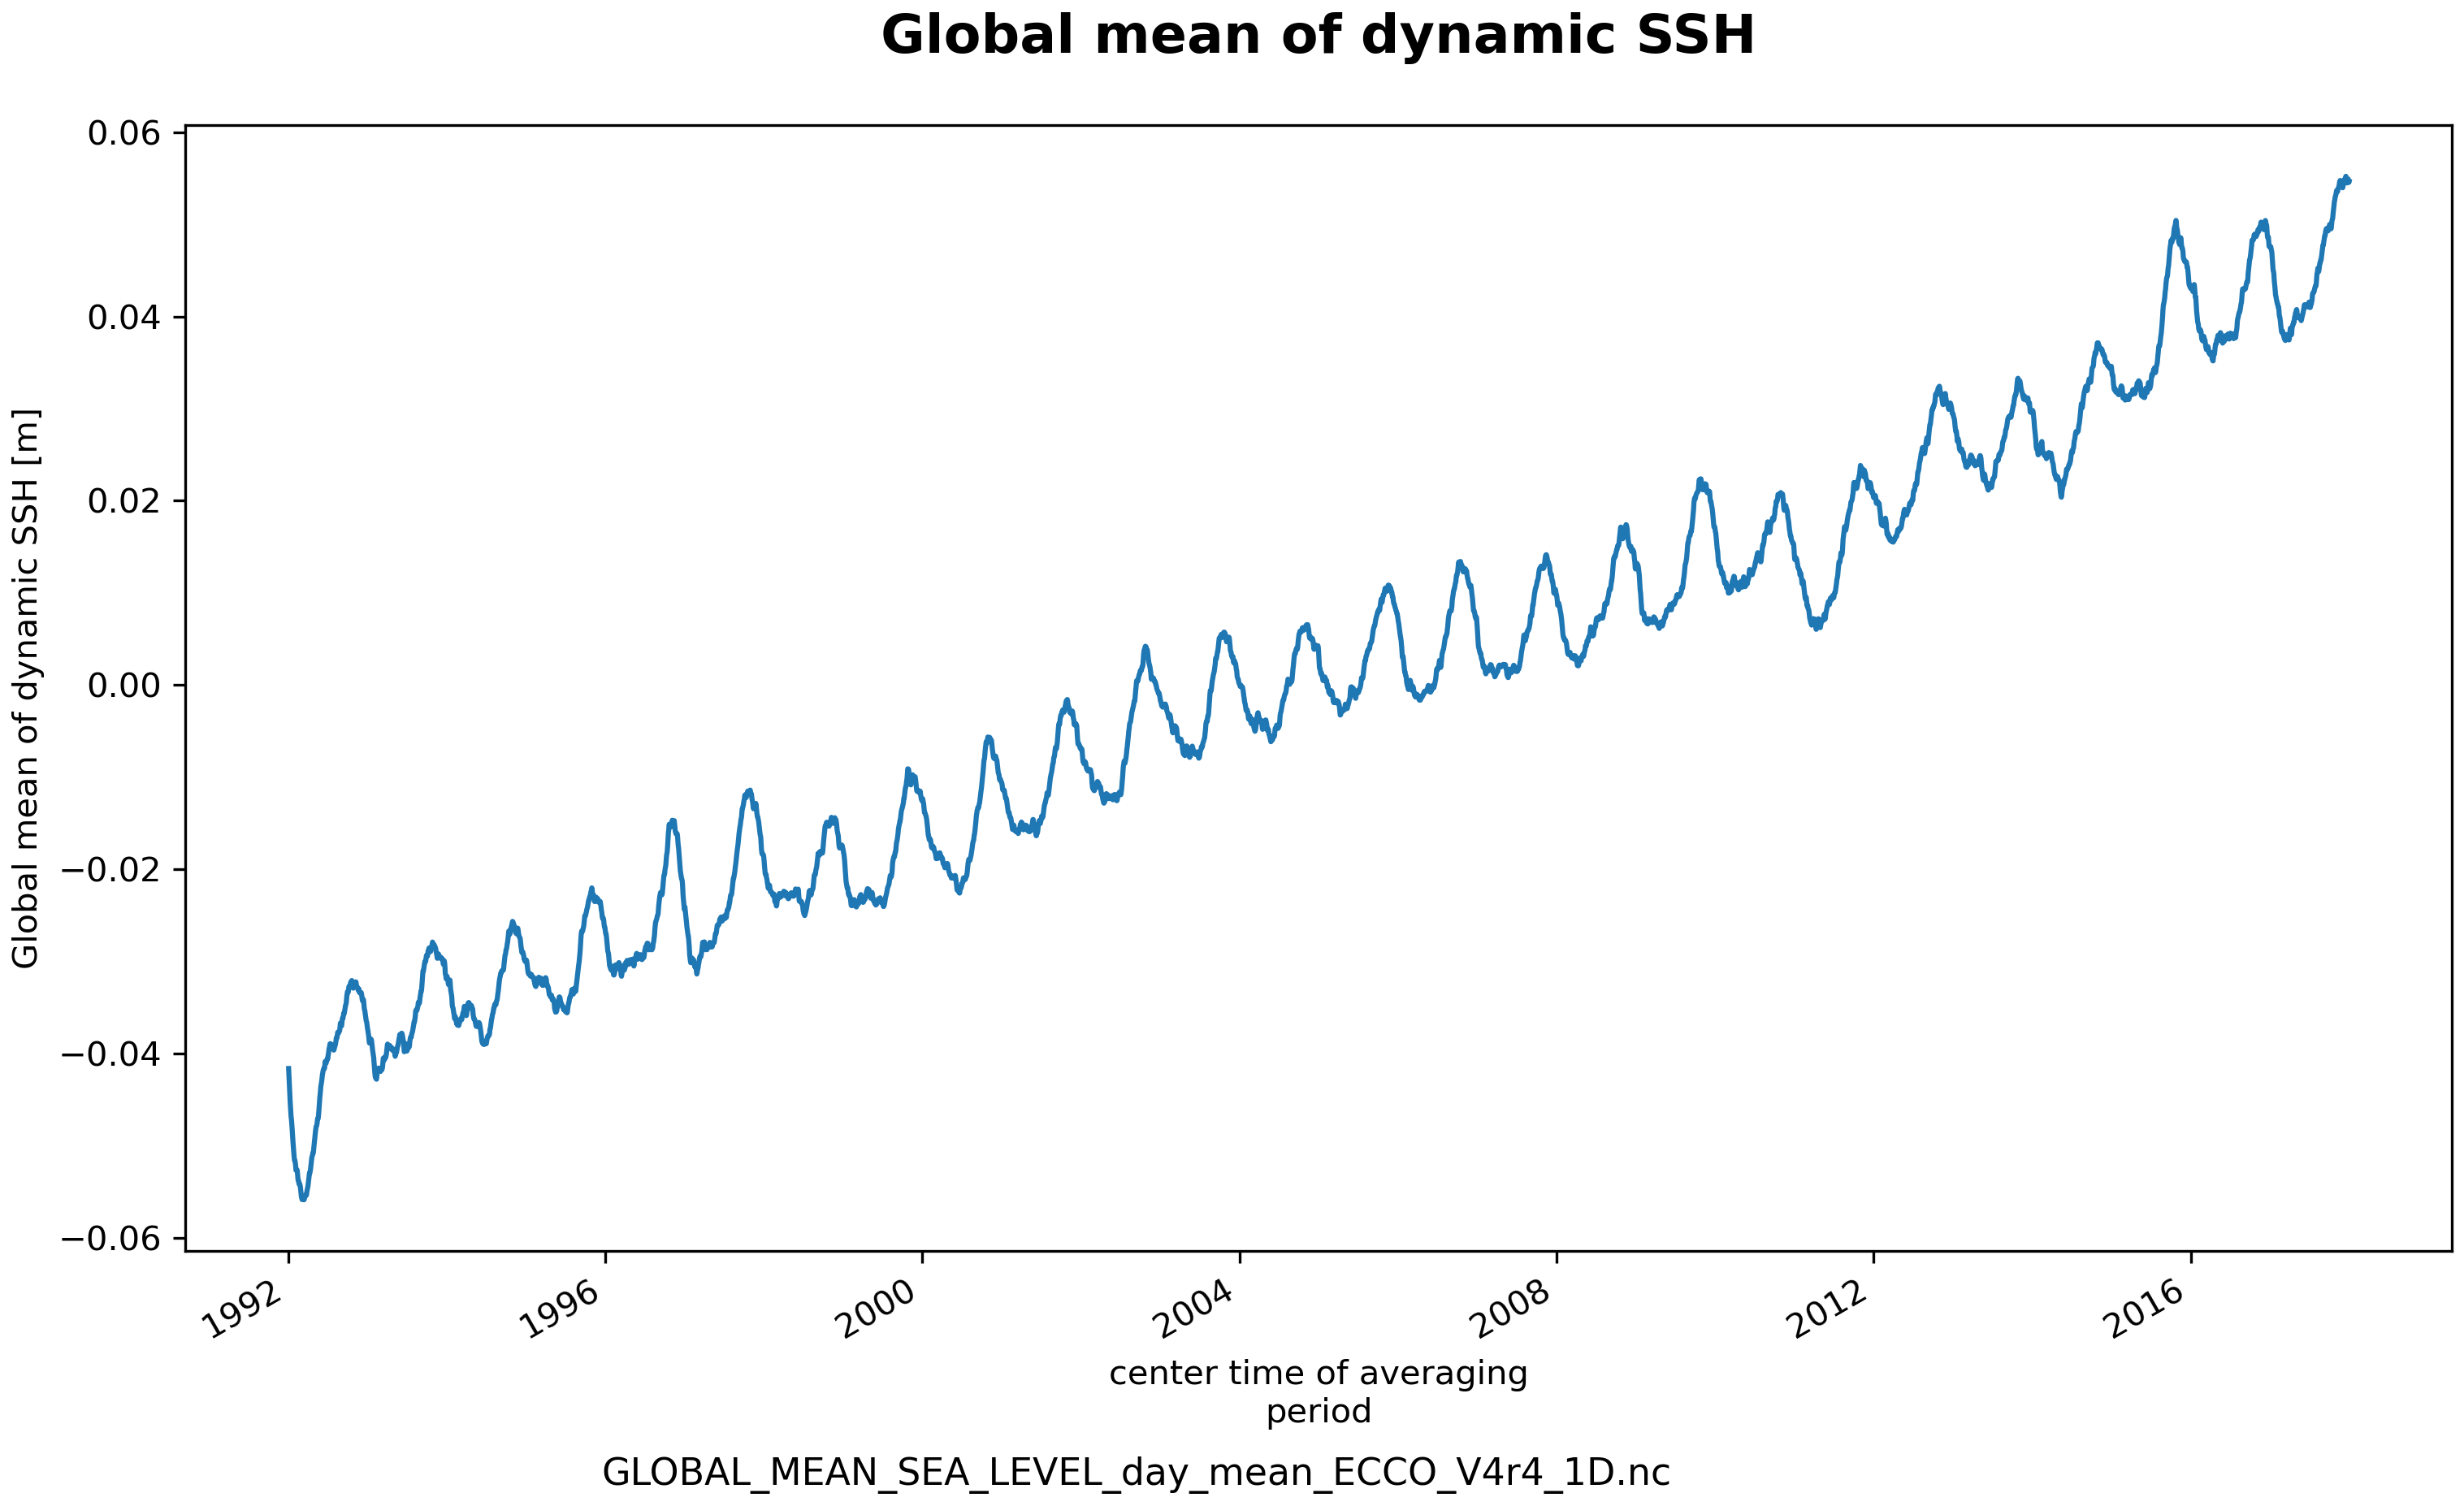 Global mean of dynamic SSH
Global mean of dynamic SSH [m]
0.06
0.04
0.02
0.00
−0.02
−0.04
−0.06
1992
1996
2000
2004
2008
2012
2016
center time of averaging
period
GLOBAL_MEAN_SEA_LEVEL_day_mean_ECCO_V4r4_1D.nc